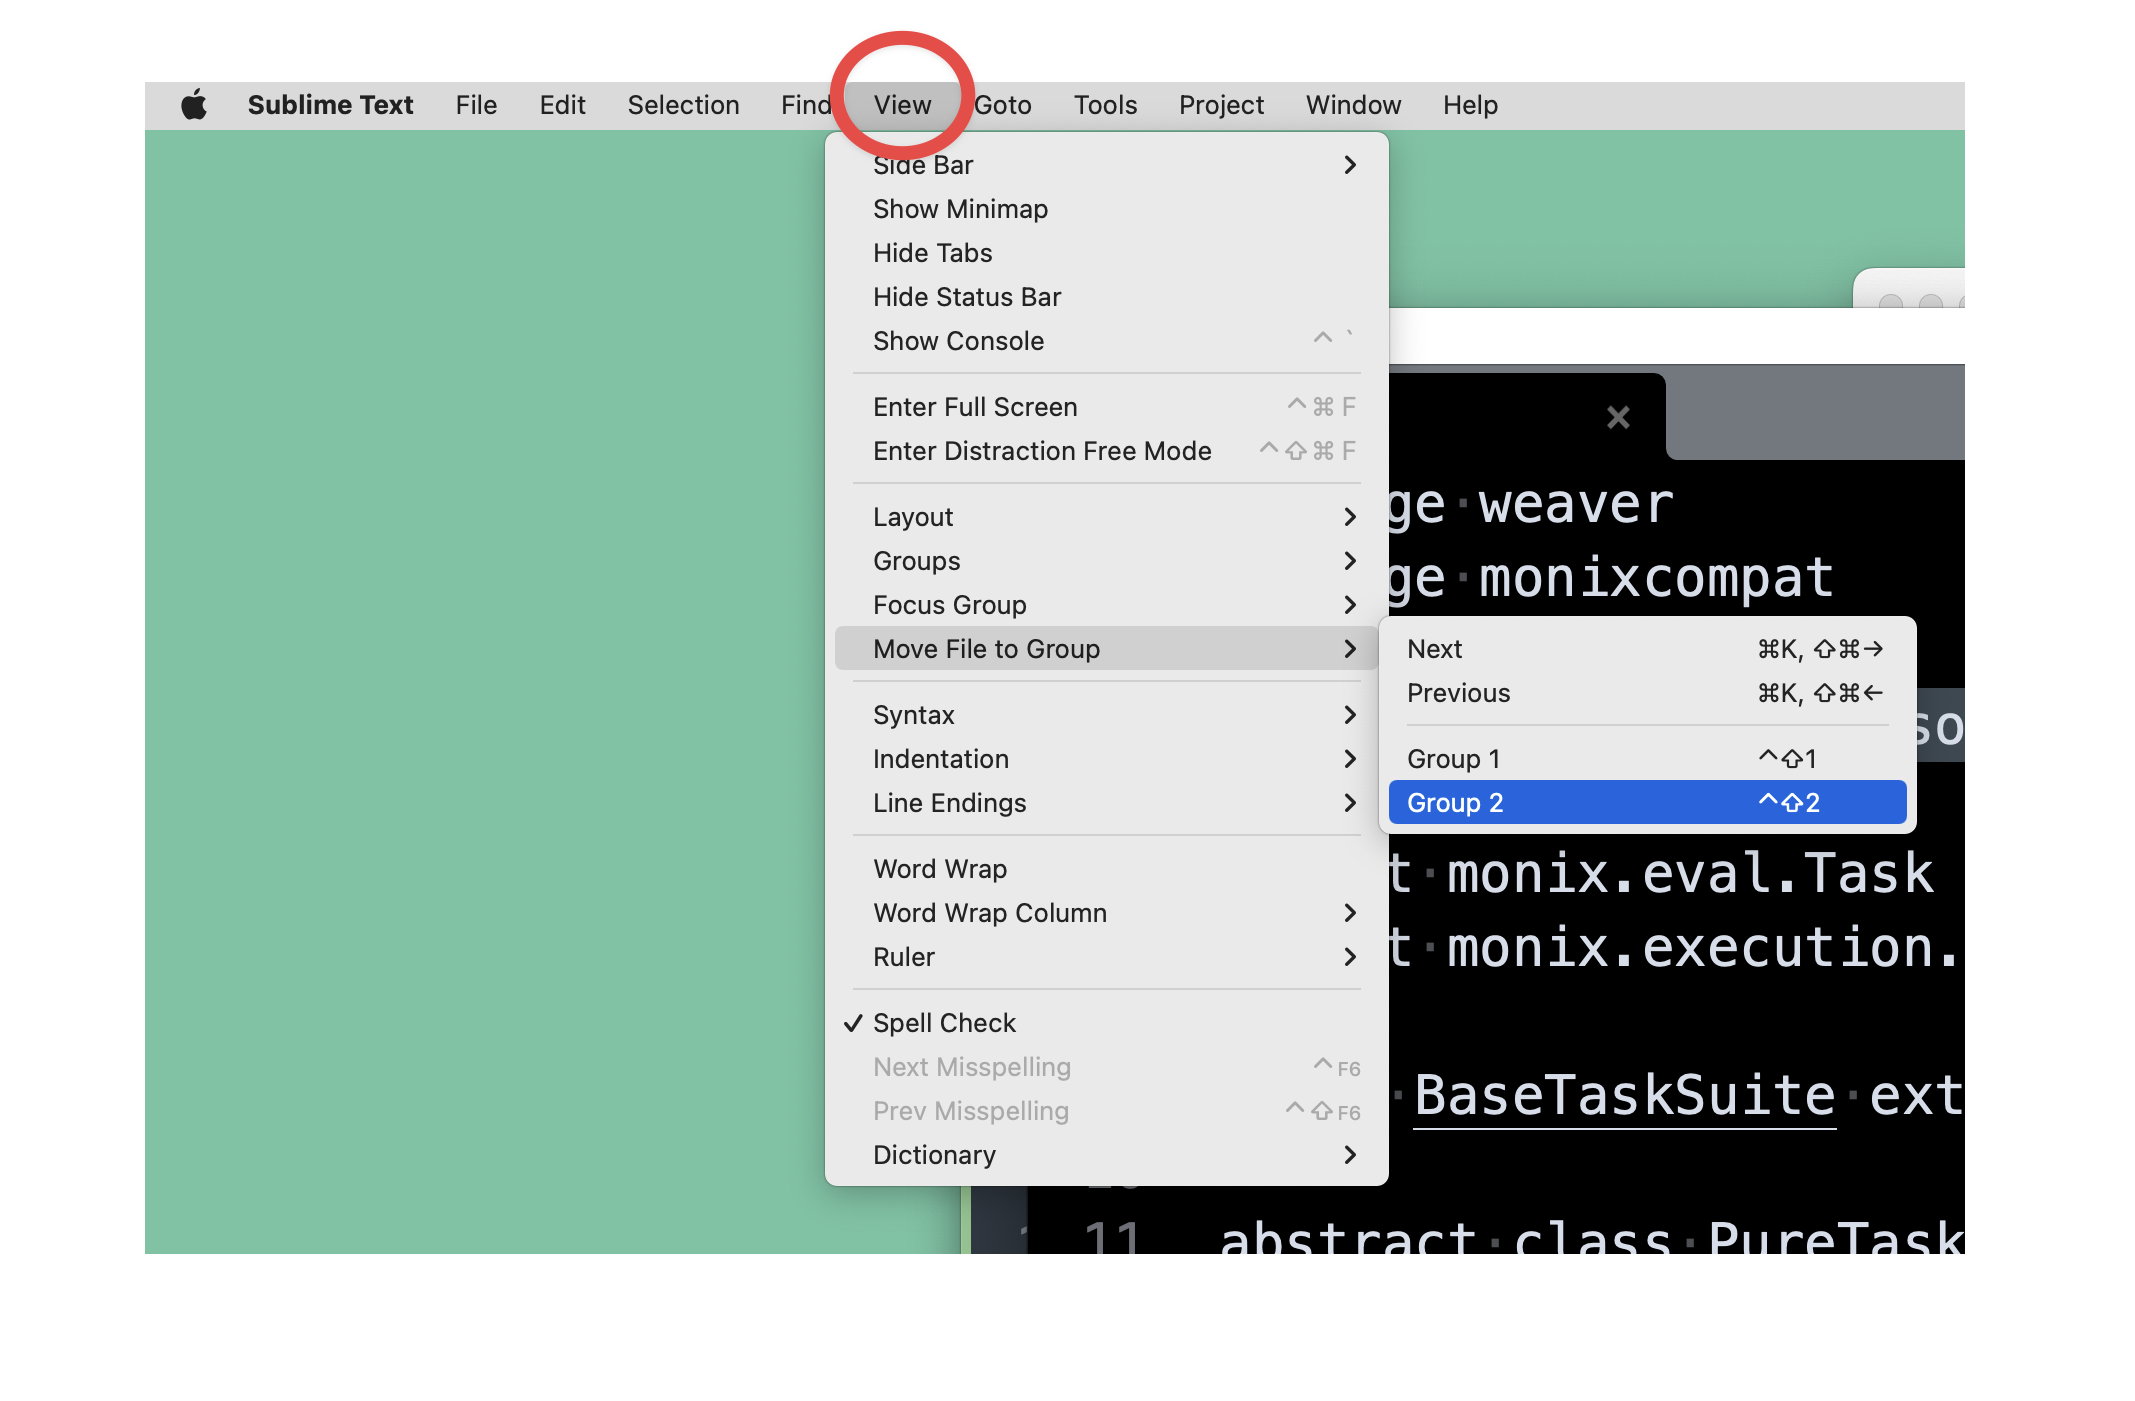 Sublime Text File Edit Selection Find View Goto Tools Project Window Help
Side Bar
Show Minimap
Hide Tabs
Hide Status Bar
Show Console ^ `
Enter Full Screen ^⌘F
Enter Distraction Free Mode ^⇧⌘F
Layout
Groups
Focus Group
Move File to Group
Syntax
Indentation
Line Endings
Word Wrap
Word Wrap Column
Ruler
✓ Spell Check
Next Misspelling ^F6
Prev Misspelling ^⇧F6
Dictionary
Next ⌘K, ⇧⌘→
Previous ⌘K, ⇧⌘←
Group 1 ^⇧1
Group 2 ^⇧2
ge·weaver
ge·monixcompat
so
t·monix.eval.Task
t·monix.execution.
·BaseTaskSuite·ext
11 abstract·class·PureTask